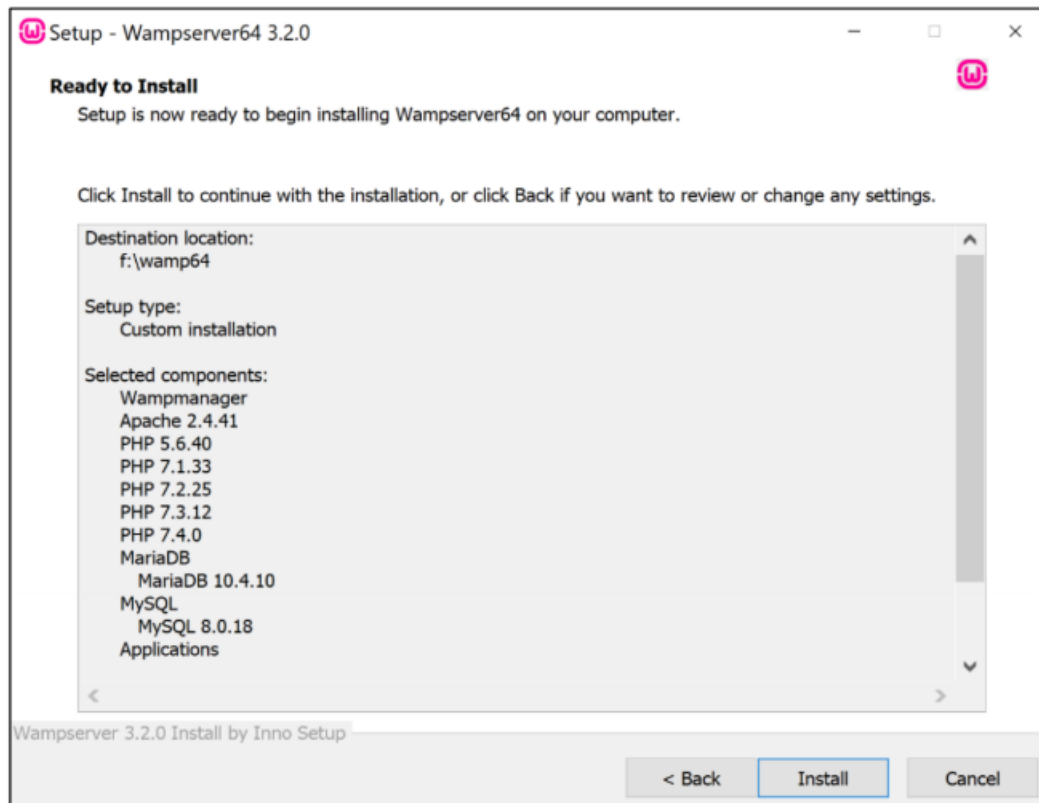 Setup - Wampserver64 3.2.0
Ready to Install
Setup is now ready to begin installing Wampserver64 on your computer.
Click Install to continue with the installation, or click Back if you want to review or change any settings.
Destination location:
f:\wamp64
Setup type:
Custom installation
Selected components:
Wampmanager
Apache 2.4.41
PHP 5.6.40
PHP 7.1.33
PHP 7.2.25
PHP 7.3.12
PHP 7.4.0
MariaDB
MariaDB 10.4.10
MySQL
MySQL 8.0.18
Applications
Wampserver 3.2.0 Install by Inno Setup
< Back Install Cancel